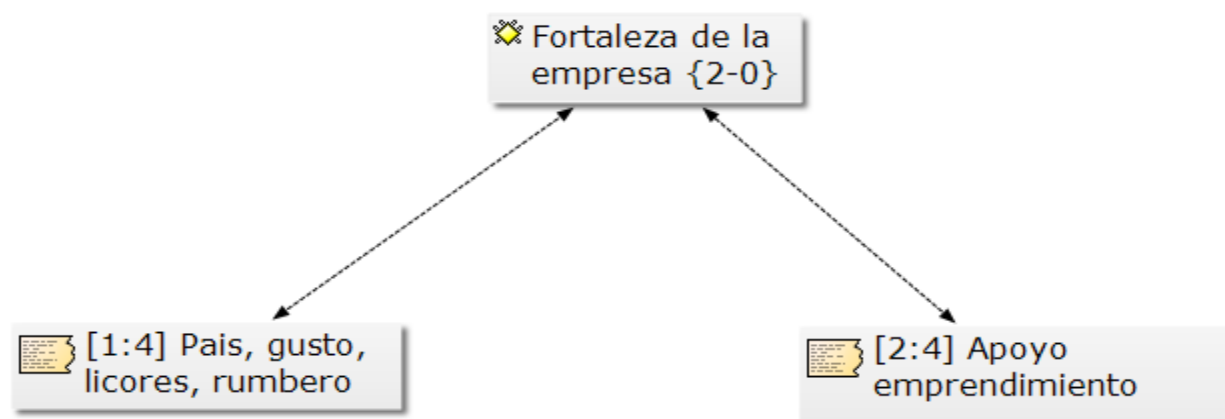 Fortaleza de la
empresa {2-0}
[1:4] Pais, gusto,
licores, rumbero
[2:4] Apoyo
emprendimiento